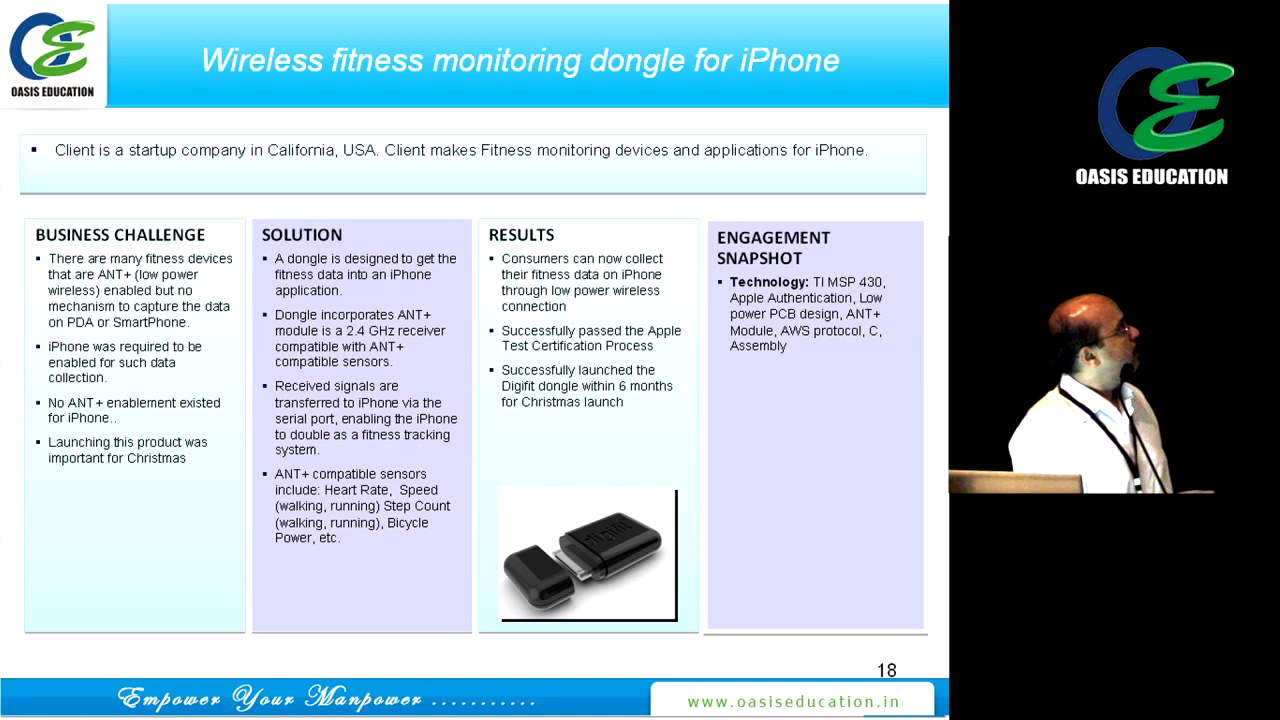 OASIS EDUCATION
Wireless fitness monitoring dongle for iPhone
Client is a startup company in California, USA. Client makes Fitness monitoring devices and applications for iPhone.
BUSINESS CHALLENGE
There are many fitness devices
that are ANT+ (low power
wireless) enabled but no
mechanism to capture the data
on PDA or SmartPhone.
iPhone was required to be
enabled for such data
collection.
No ANT+ enablement existed
for iPhone..
Launching this product was
important for Christmas
SOLUTION
A dongle is designed to get the
fitness data into an iPhone
application.
Dongle incorporates ANT+
module is a 2.4 GHz receiver
compatible with ANT+
compatible sensors.
Received signals are
transferred to iPhone via the
serial port, enabling the iPhone
to double as a fitness tracking
system.
ANT+ compatible sensors
include: Heart Rate, Speed
(walking, running) Step Count
(walking, running), Bicycle
Power, etc.
RESULTS
Consumers can now collect
their fitness data on iPhone
through low power wireless
connection
Successfully passed the Apple
Test Certification Process
Successfully launched the
Digifit dongle within 6 months
for Christmas launch
digifit
ENGAGEMENT
SNAPSHOT
Technology: TI MSP 430,
Apple Authentication, Low
power PCB design, ANT+
Module, AWS protocol, C,
Assembly
18
Empower Your Manpower ...........
www.oasiseducation.in
OASIS EDUCATION